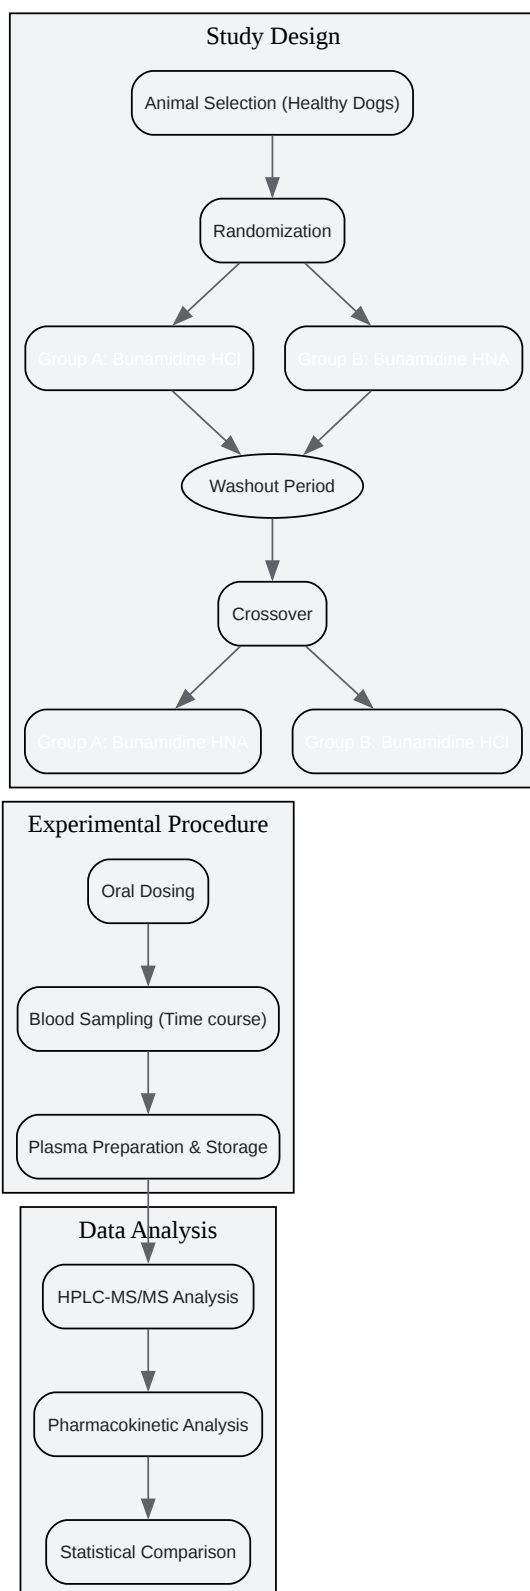 Study Design
Animal Selection (Healthy Dogs)
Randomization
Group A: Bunamidine HCl
Group B: Bunamidine HNA
Washout Period
Crossover
Group A: Bunamidine HNA
Group B: Bunamidine HCl
Experimental Procedure
Oral Dosing
Blood Sampling (Time course)
Plasma Preparation & Storage
Data Analysis
HPLC-MS/MS Analysis
Pharmacokinetic Analysis
Statistical Comparison